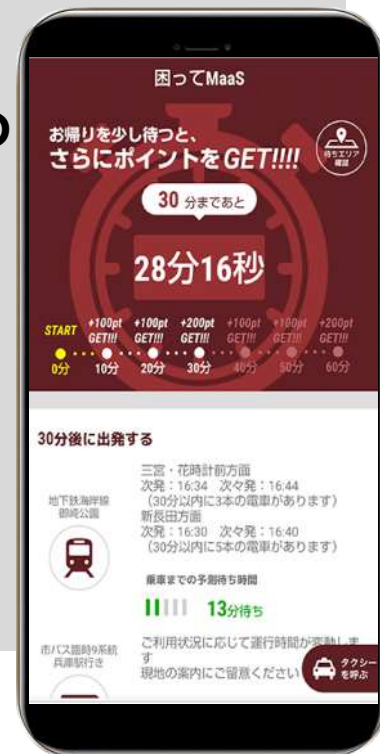 困ってMaaS
お帰りを少し待つと、
さらにポイントをGET!!!!
待ちエリア
確認
30 分まであと
28分16秒
START +100pt +100pt +200pt +100pt +100pt +200pt
GET!!! GET!!! GET!!! GET!!! GET!!! GET!!!
0分 10分 20分 30分 40分 50分 60分
30分後に出発する
地下鉄海岸線
御崎公園
三宮・花時計前方面
次発：16:34 次々発：16:44
（30分以内に3本の電車があります）
新長田方面
次発：16:30 次々発：16:40
（30分以内に5本の電車があります）
乗車までの予測待ち時間
13分待ち
市バス臨時9系統
兵庫駅行き
ご利用状況に応じて運行時間が変動しま
す
現地の案内にご留意ください
タクシー
を呼ぶ